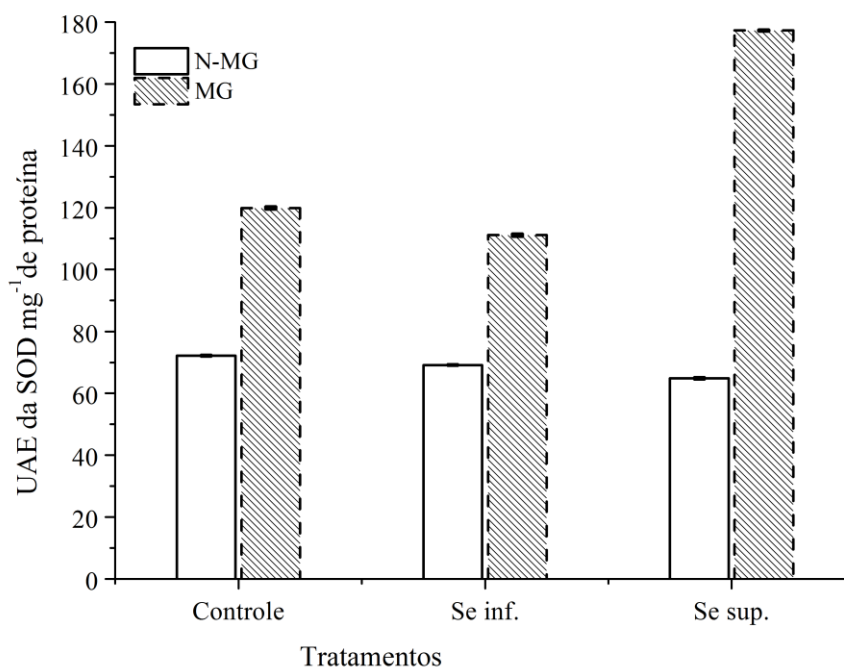 180
160
140
120
100
80
60
40
20
0
UAE da SOD mg⁻¹de proteína
N-MG
MG
Controle
Se inf.
Se sup.
Tratamentos